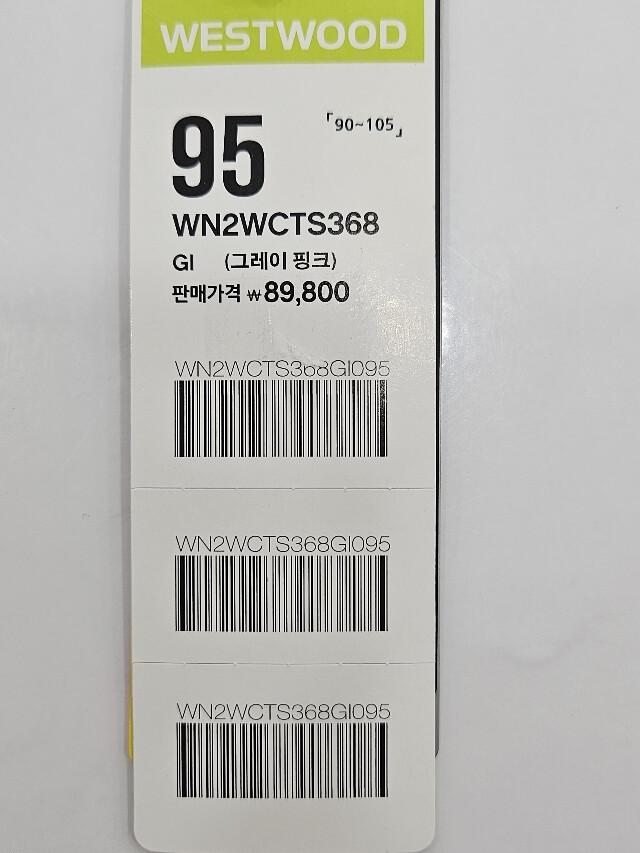 WESTWOOD
95 「90~105」
WN2WCTS368
GI (그레이 핑크)
판매가격 ₩89,800
WN2WCTS368GI095
WN2WCTS368GI095
WN2WCTS368GI095